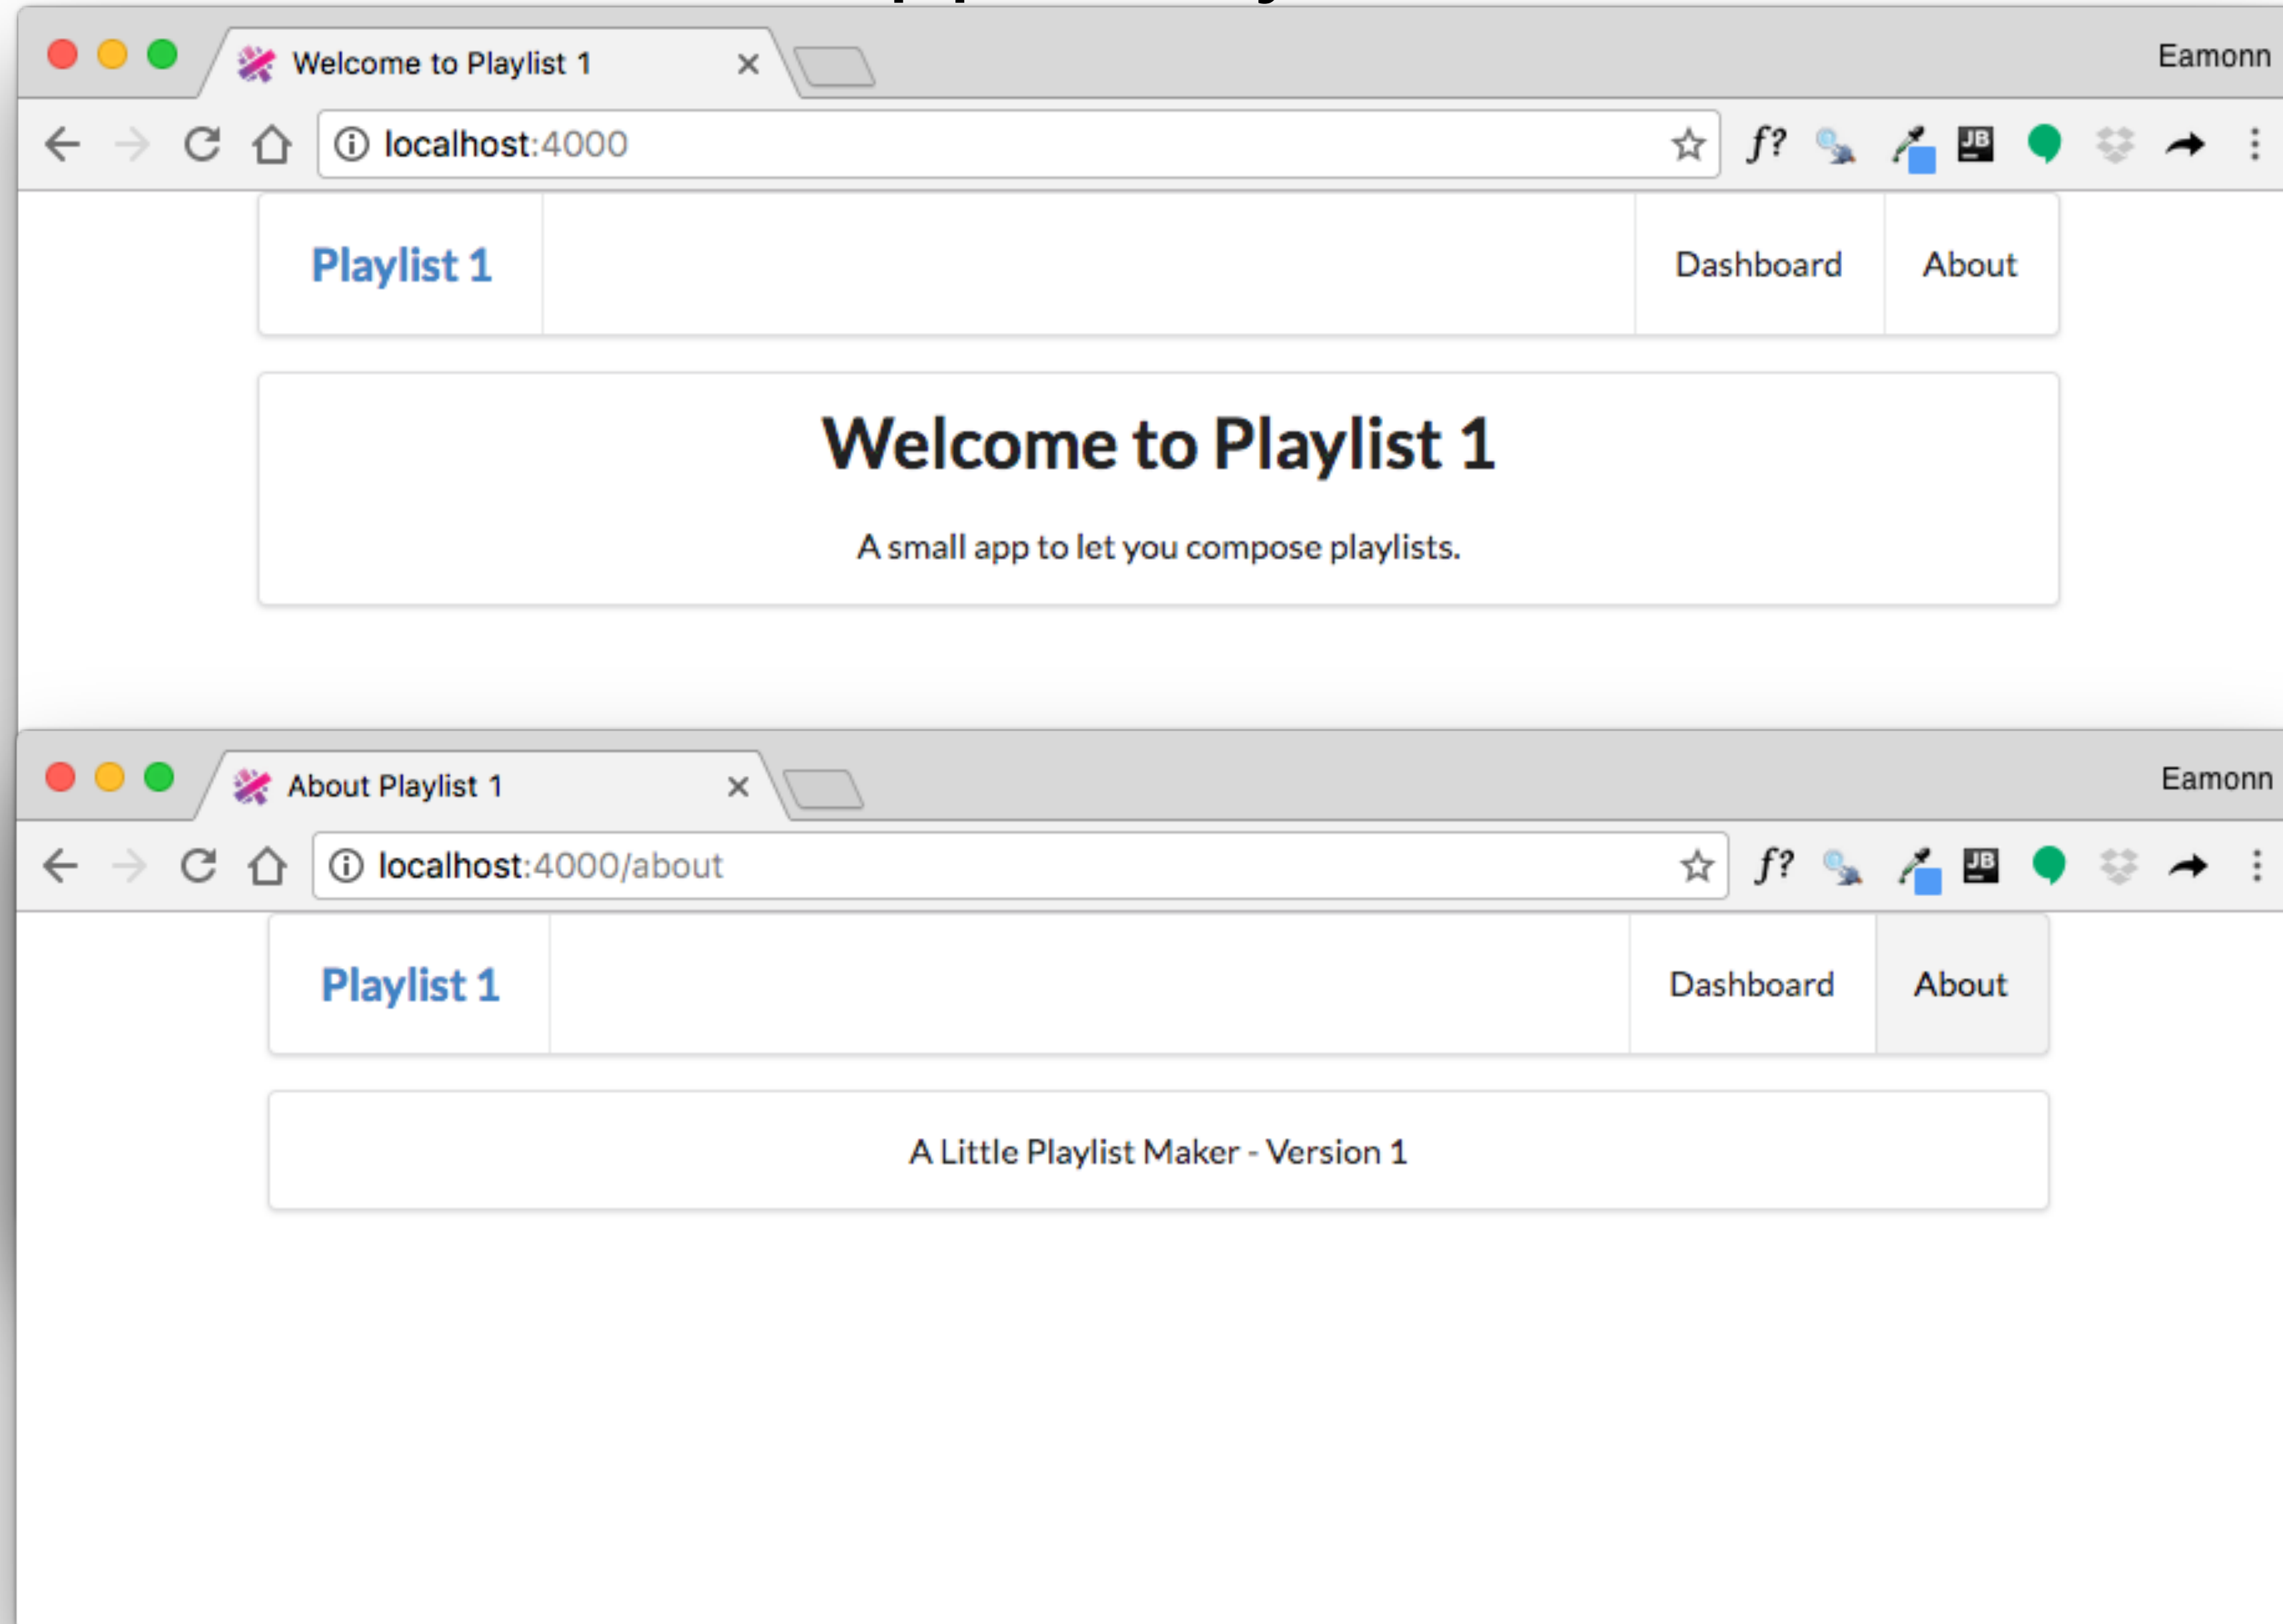 Welcome to Playlist 1
Eamonn
localhost:4000
f?
JB
Playlist 1
Dashboard
About
Welcome to Playlist 1
A small app to let you compose playlists.
About Playlist 1
Eamonn
localhost:4000/about
f?
JB
Playlist 1
Dashboard
About
A Little Playlist Maker - Version 1